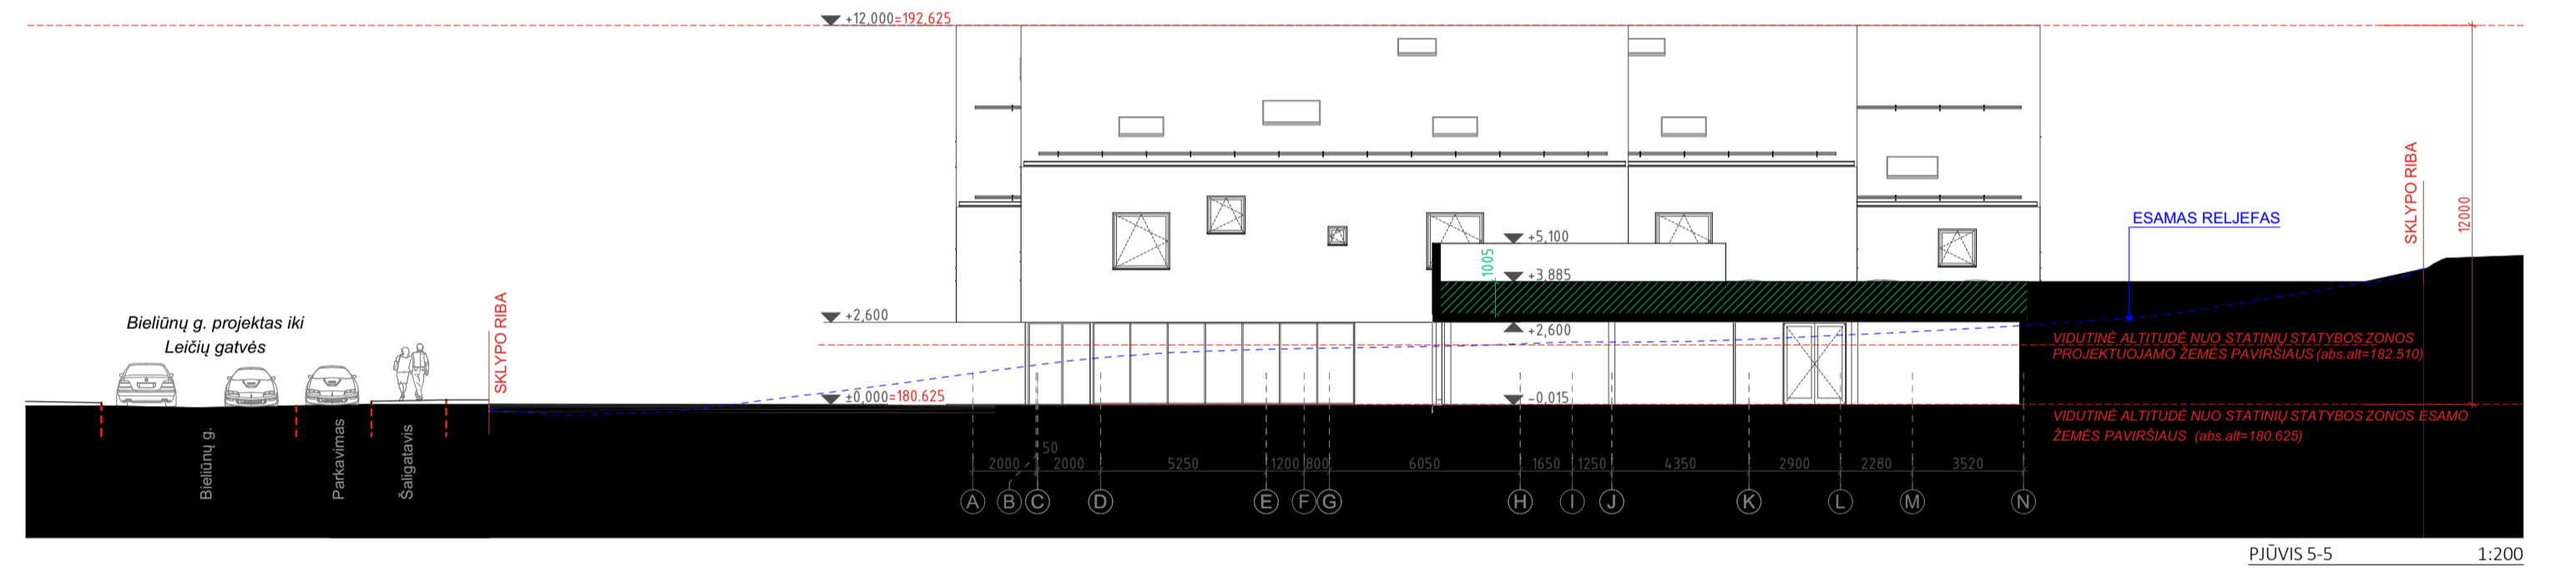 +12,000=192,625
SKLYPO RIBA
ESAMAS RELJEFAS
12000
+5,100
1005
+3,885
SKLYPO RIBA
Bieliūnų g. projektas iki
Leičių gatvės
+2,600
+2,600
VIDUTINĖ ALTITUDĖ NUO STATINIŲ STATYBOS ZONOS
PROJEKTUOJAMO ŽEMĖS PAVIRŠIAUS (abs.alt=182.510)
±0,000=180.625
-0,015
VIDUTINĖ ALTITUDĖ NUO STATINIŲ STATYBOS ZONOS ESAMO
ŽEMĖS PAVIRŠIAUS (abs.alt=180.625)
Bieliūnų g.
Parkavimas
Šaligatavis
50
2000 2000 5250 1200 800 6050 1650 1250 4350 2900 2280 3520
A B C D E F G H I J K L M N
PJŪVIS 5-5 1:200